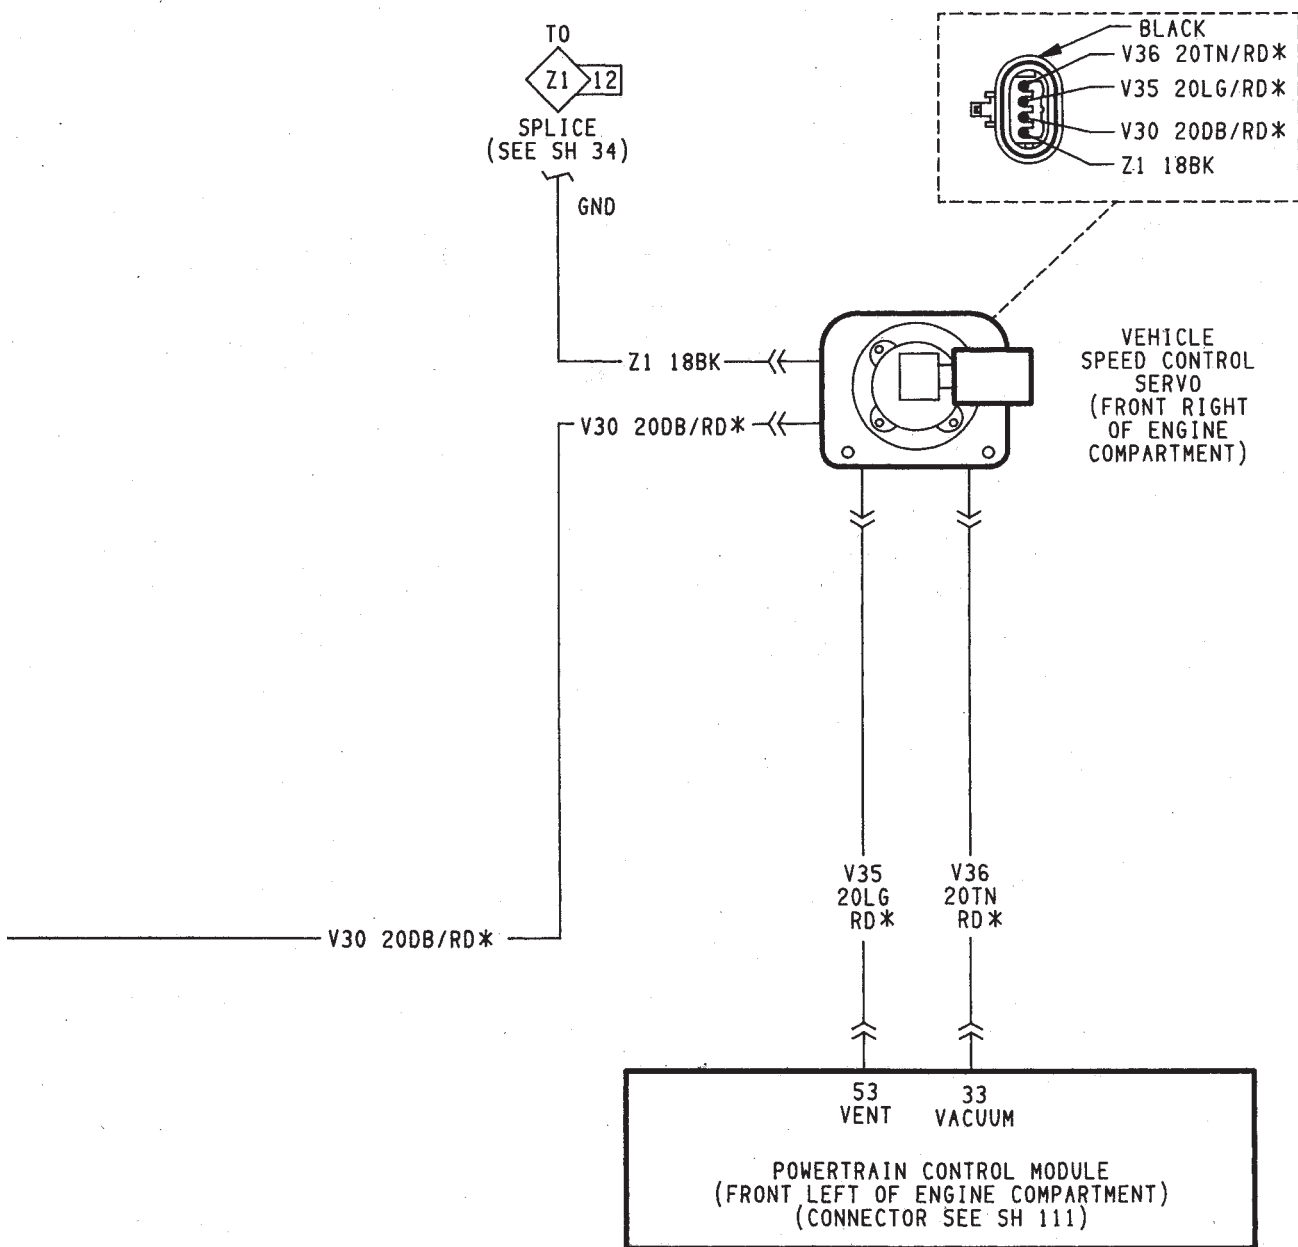 TO
Z1 12
SPLICE
(SEE SH 34)
GND
BLACK
V36 20TN/RD*
V35 20LG/RD*
V30 20DB/RD*
Z1 18BK
Z1 18BK
V30 20DB/RD*
VEHICLE
SPEED CONTROL
SERVO
(FRONT RIGHT
OF ENGINE
COMPARTMENT)
V35
20LG
RD*
V36
20TN
RD*
V30 20DB/RD*
53
VENT
33
VACUUM
POWERTRAIN CONTROL MODULE
(FRONT LEFT OF ENGINE COMPARTMENT)
(CONNECTOR SEE SH 111)